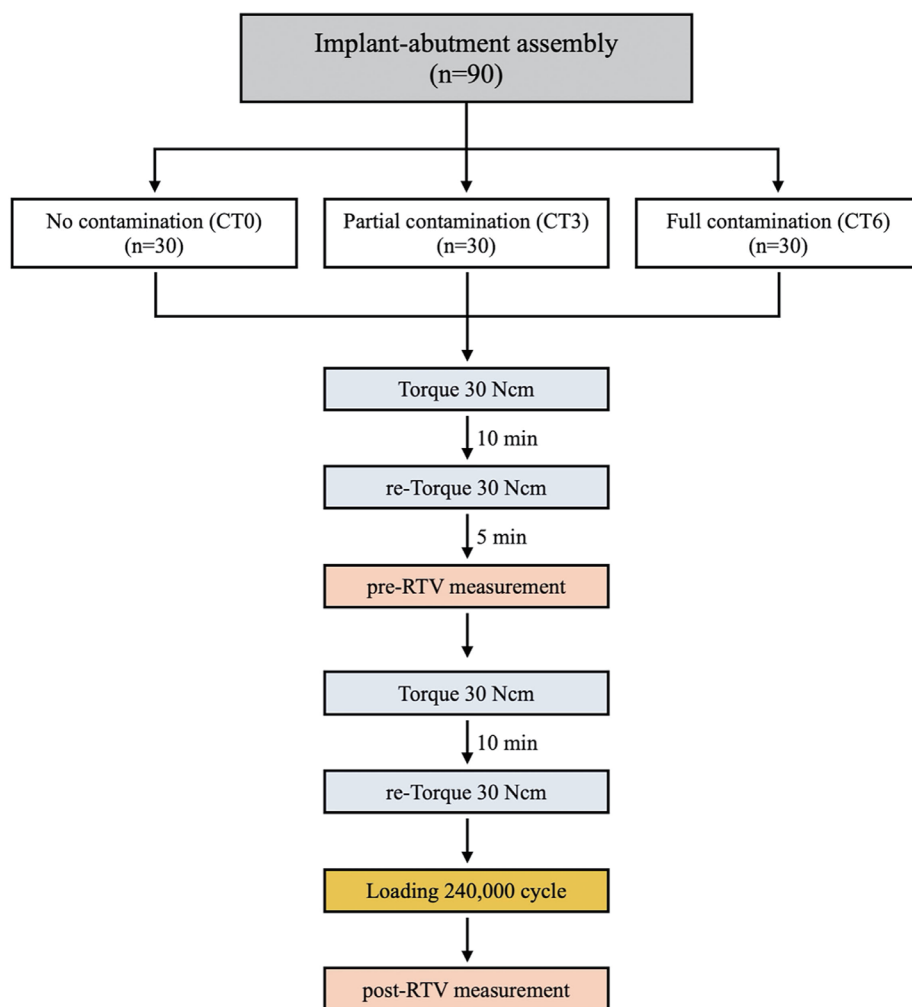 Implant-abutment assembly
(n=90)
No contamination (CT0)
(n=30)
Partial contamination (CT3)
(n=30)
Full contamination (CT6)
(n=30)
Torque 30 Ncm
10 min
re-Torque 30 Ncm
5 min
pre-RTV measurement
Torque 30 Ncm
10 min
re-Torque 30 Ncm
Loading 240,000 cycle
post-RTV measurement